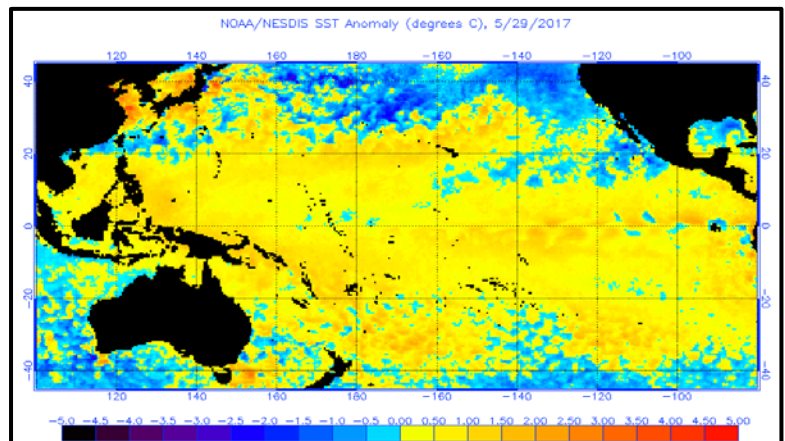 NOAA/NESDIS SST Anomaly (degrees C), 5/29/2017
120 140 160 180 -160 -140 -120 -100
40 40
20 20
0 0
-20 -20
-40 -40
120 140 160 180 -160 -140 -120 -100
-5.0 -4.5 -4.0 -3.5 -3.0 -2.5 -2.0 -1.5 -1.0 -0.5 0.00 0.50 1.00 1.50 2.00 2.50 3.00 3.50 4.00 4.50 5.00